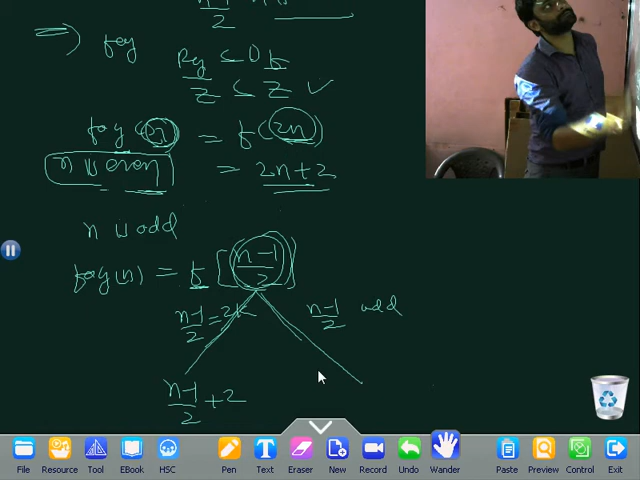 n-1/2
=> fog
Rg ⊆ Df
Z ⊆ Z ✓
fog(n) = f(2n)
n is even = 2n+2
n is odd
fog(n) = f[n-1/2]
n-1/2 = 2K n-1/2 odd
n-1/2 + 2
File Resource Tool EBook HSC Pen Text Eraser New Record Undo Wander Paste Preview Control Exit